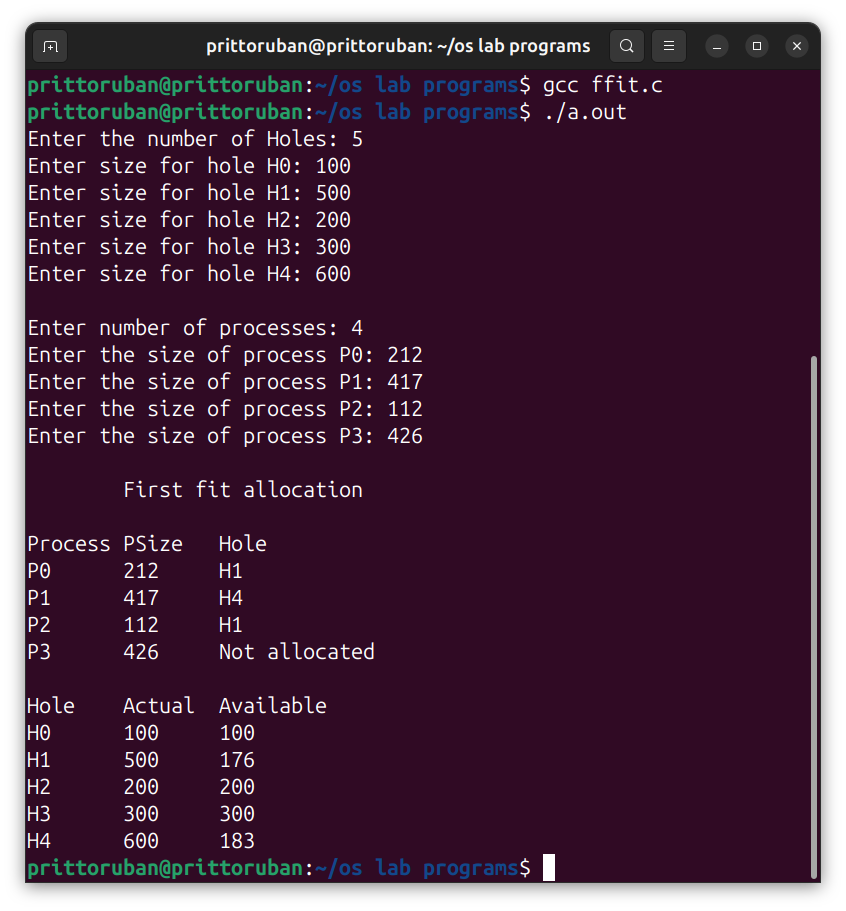 prittoruban@prittoruban: ~/os lab programs
prittoruban@prittoruban:~/os lab programs$ gcc ffit.c
prittoruban@prittoruban:~/os lab programs$ ./a.out
Enter the number of Holes: 5
Enter size for hole H0: 100
Enter size for hole H1: 500
Enter size for hole H2: 200
Enter size for hole H3: 300
Enter size for hole H4: 600
Enter number of processes: 4
Enter the size of process P0: 212
Enter the size of process P1: 417
Enter the size of process P2: 112
Enter the size of process P3: 426
First fit allocation
Process PSize   Hole
P0      212     H1
P1      417     H4
P2      112     H1
P3      426     Not allocated
Hole    Actual  Available
H0      100     100
H1      500     176
H2      200     200
H3      300     300
H4      600     183
prittoruban@prittoruban:~/os lab programs$